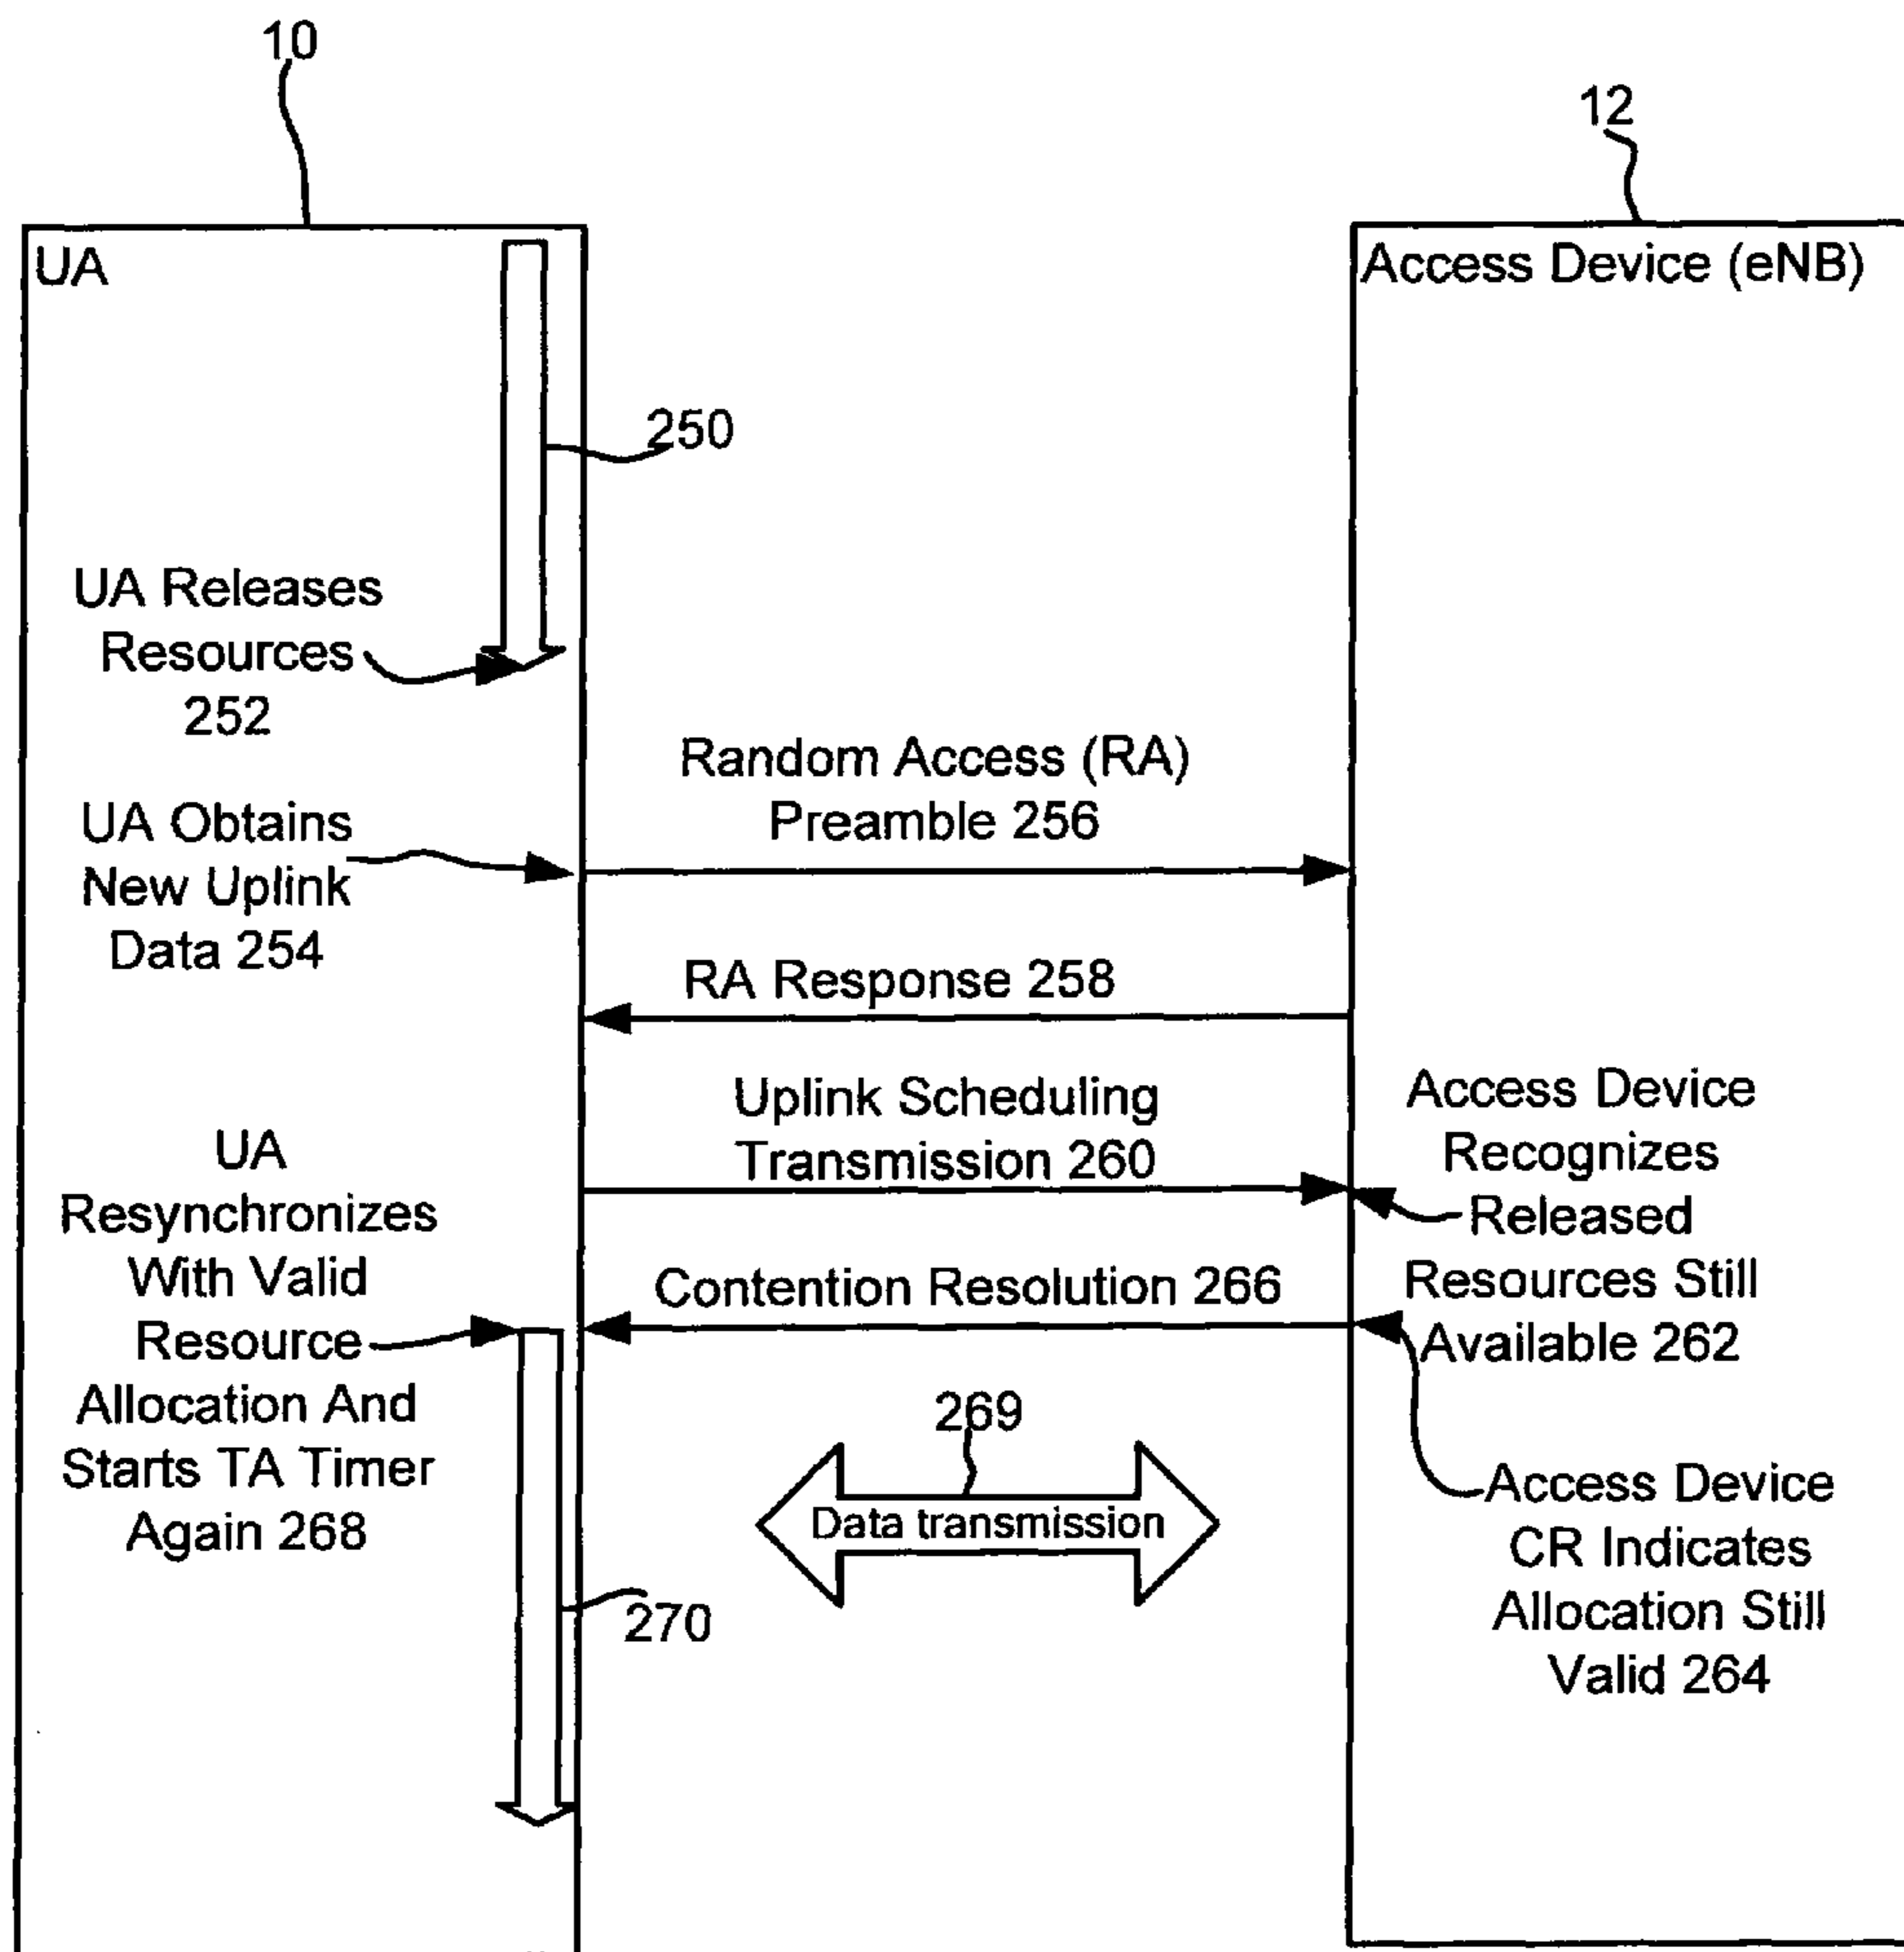 10
12
UA
Access Device (eNB)
250
UA Releases
Resources
252
Random Access (RA)
Preamble 256
UA Obtains
New Uplink
Data 254
RA Response 258
Uplink Scheduling
Transmission 260
Access Device
Recognizes
Released
Resources Still
Available 262
UA
Resynchronizes
With Valid
Resource
Allocation And
Starts TA Timer
Again 268
Contention Resolution 266
269
Data transmission
270
Access Device
CR Indicates
Allocation Still
Valid 264